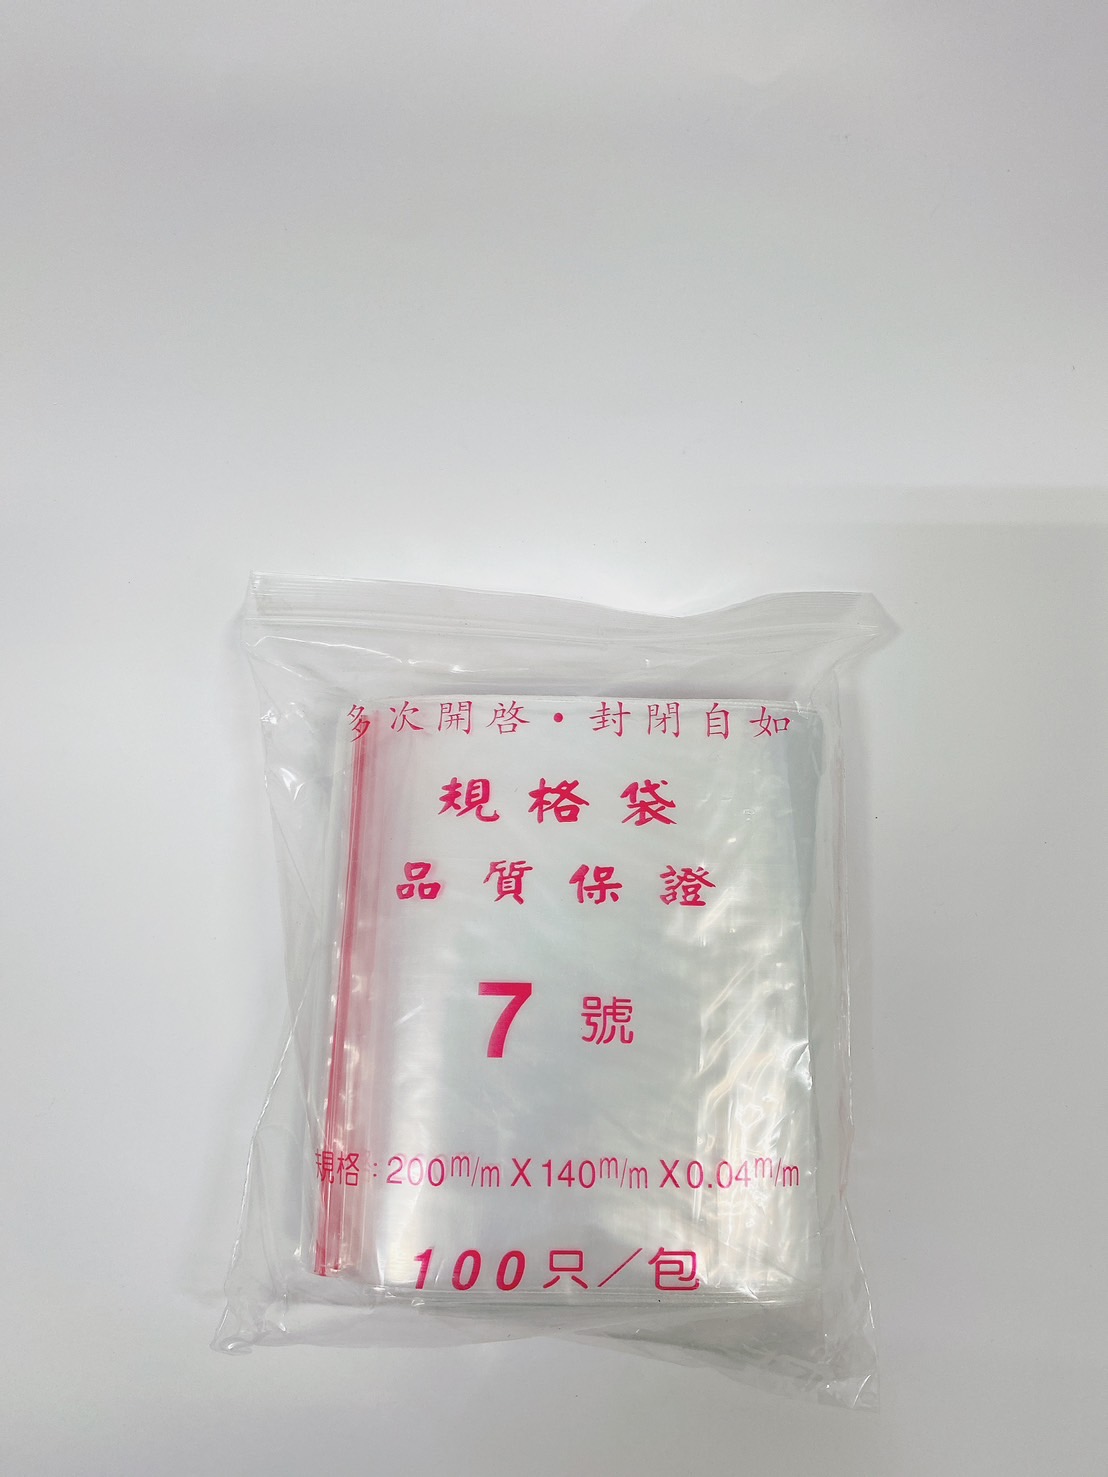 多次開啓・封閉自如
規格袋
品質保證
7號
規格：200m/m X 140m/m X 0.04m/m
100只／包